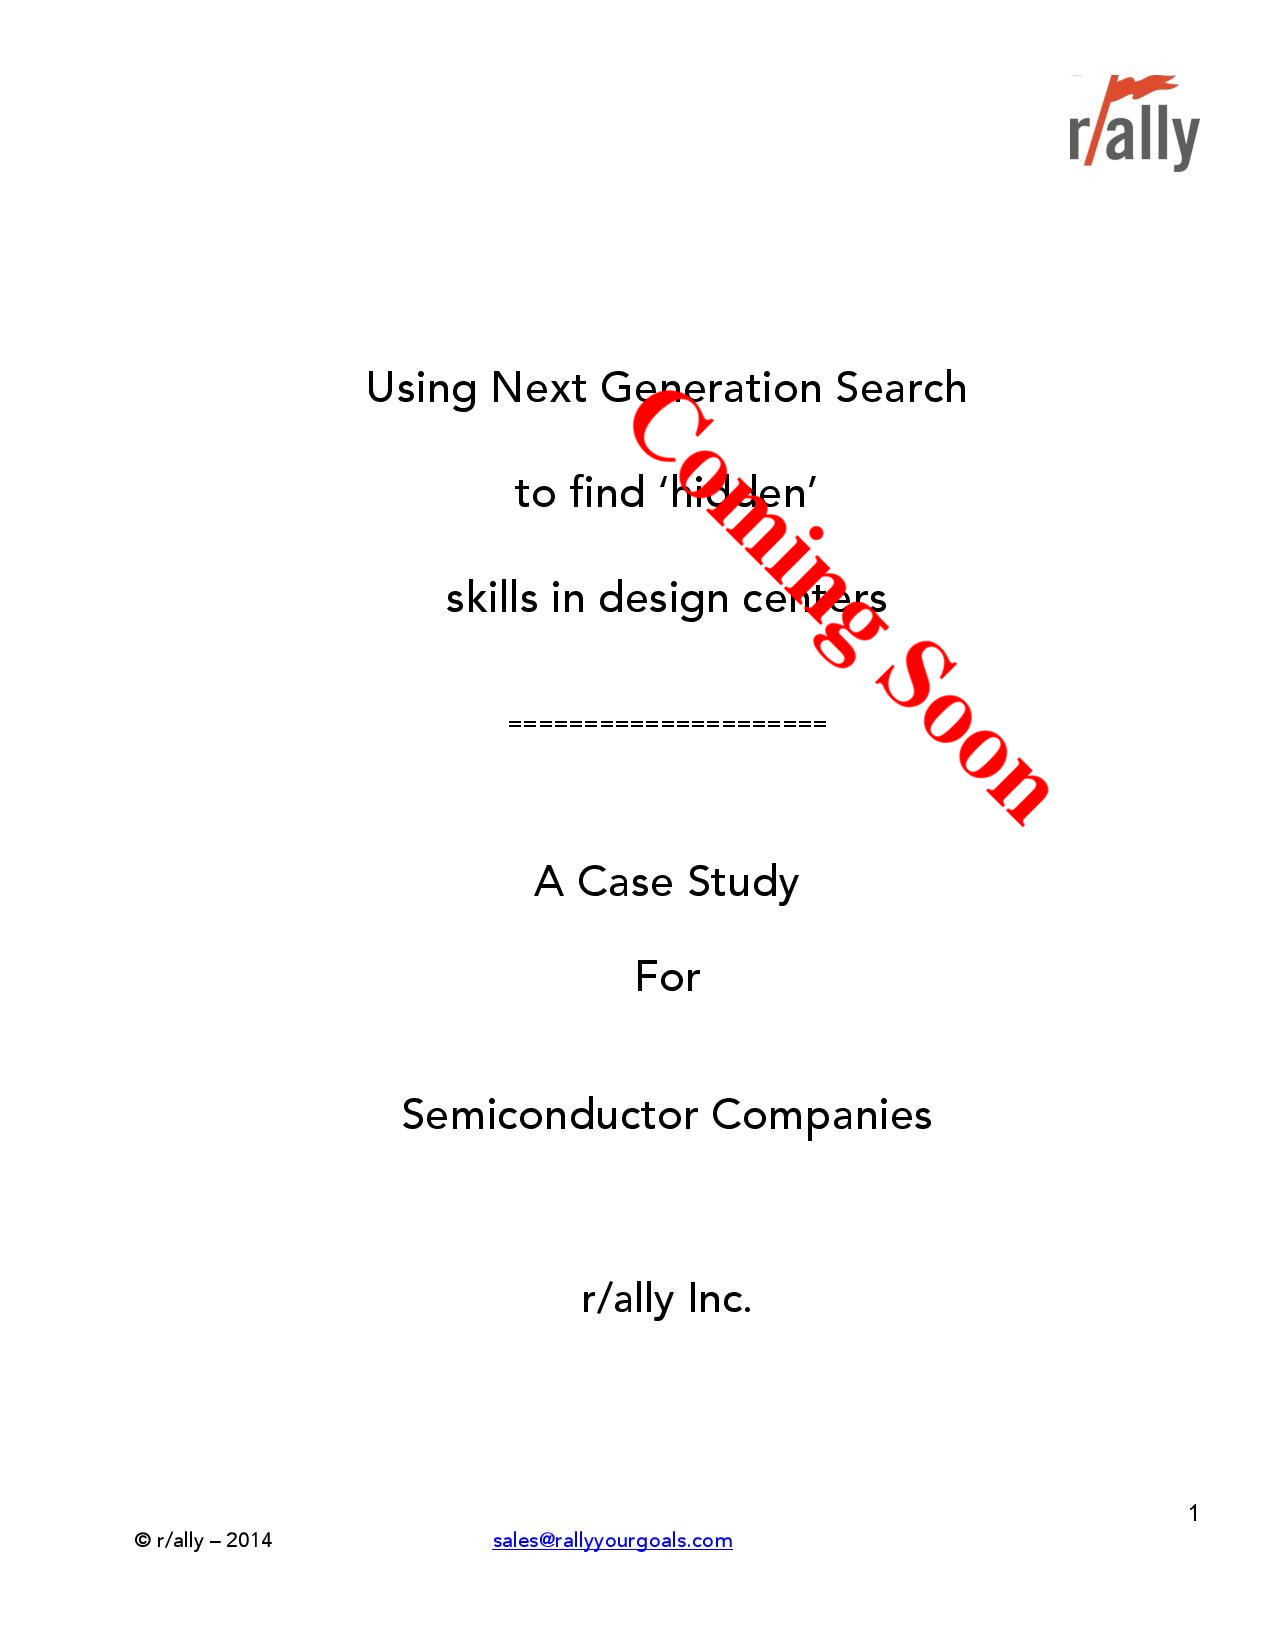 r/ally
Using Next Generation Search
to find ‘hidden’
skills in design centers
Coming Soon
=====================
A Case Study
For
Semiconductor Companies
r/ally Inc.
1
© r/ally – 2014
sales@rallyyourgoals.com